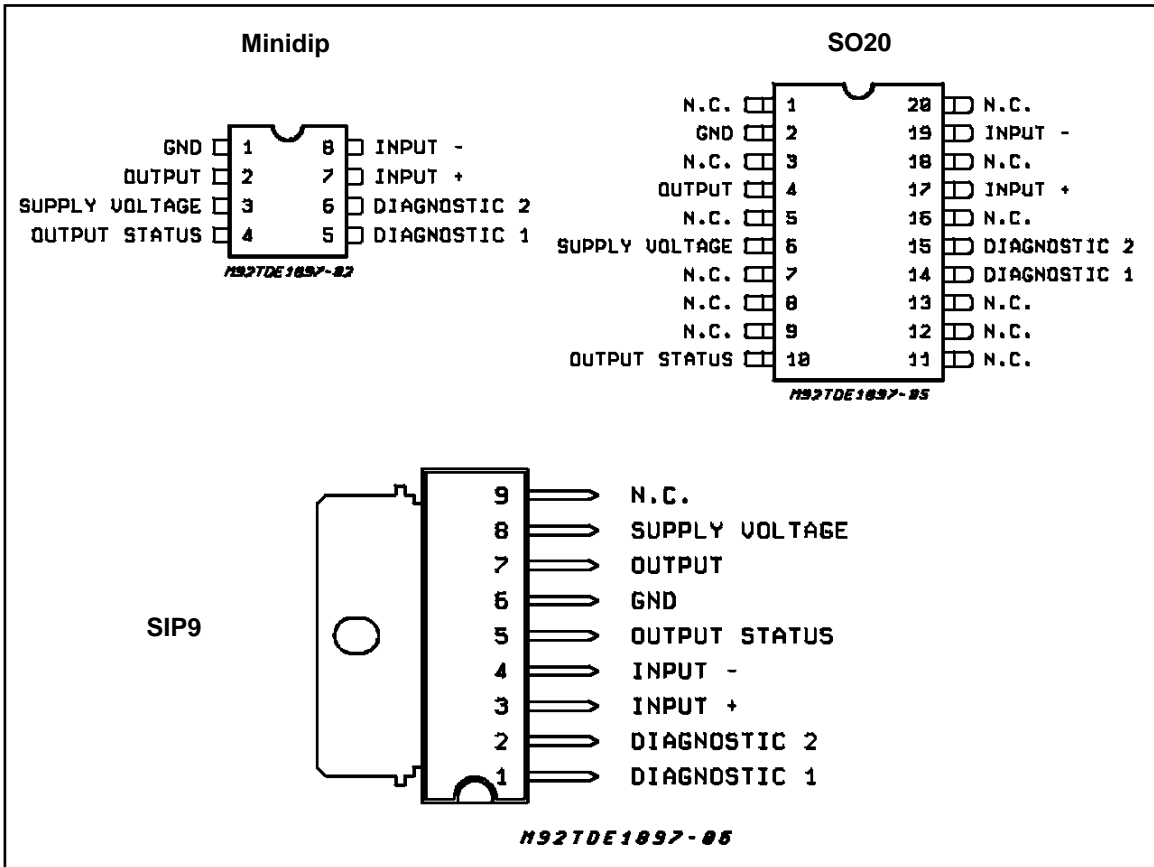 Minidip
GND 1 8 INPUT -
OUTPUT 2 7 INPUT +
SUPPLY VOLTAGE 3 6 DIAGNOSTIC 2
OUTPUT STATUS 4 5 DIAGNOSTIC 1
M92TDE1897-02
SO20
N.C. 1 20 N.C.
GND 2 19 INPUT -
N.C. 3 18 N.C.
OUTPUT 4 17 INPUT +
N.C. 5 16 N.C.
SUPPLY VOLTAGE 6 15 DIAGNOSTIC 2
N.C. 7 14 DIAGNOSTIC 1
N.C. 8 13 N.C.
N.C. 9 12 N.C.
OUTPUT STATUS 10 11 N.C.
M92TDE1897-05
SIP9
9 N.C.
8 SUPPLY VOLTAGE
7 OUTPUT
6 GND
5 OUTPUT STATUS
4 INPUT -
3 INPUT +
2 DIAGNOSTIC 2
1 DIAGNOSTIC 1
M92TDE1897-06